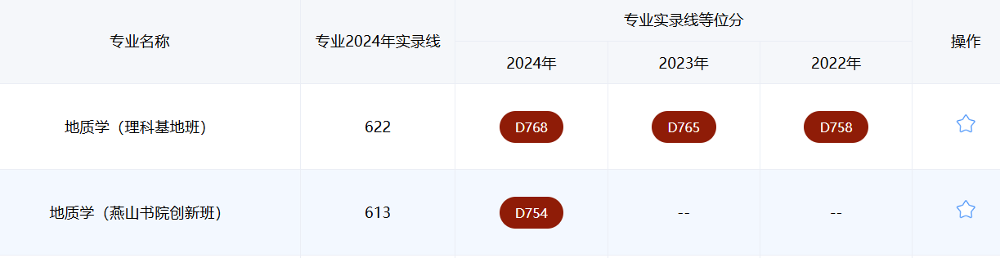 专业名称 专业2024年实录线 专业实录线等位分 操作
2024年 2023年 2022年
地质学（理科基地班） 622 D768 D765 D758
地质学（燕山书院创新班） 613 D754 -- --